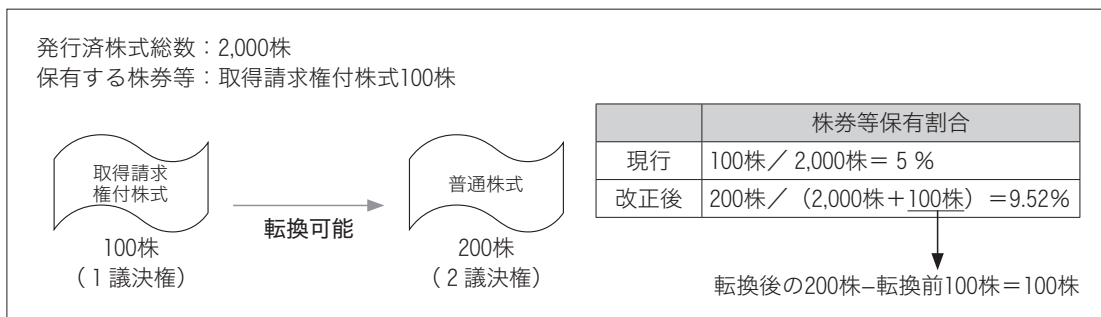 発行済株式総数：2,000株
保有する株券等：取得請求権付株式100株
取得請求
権付株式
100株
（1議決権）
転換可能
普通株式
200株
（2議決権）
株券等保有割合
現行 100株／2,000株＝5％
改正後 200株／（2,000株＋100株）＝9.52%
転換後の200株–転換前100株＝100株